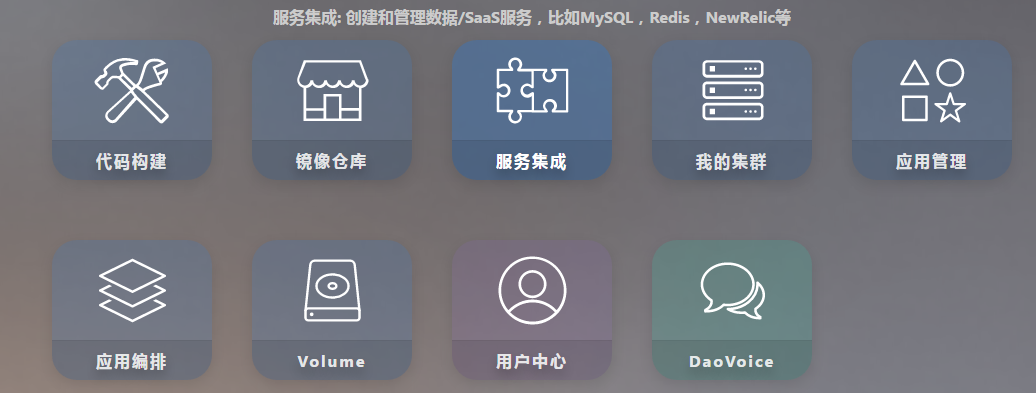 服务集成: 创建和管理数据/SaaS服务，比如MySQL，Redis，NewRelic等
代码构建
镜像仓库
服务集成
我的集群
应用管理
应用编排
Volume
用户中心
DaoVoice